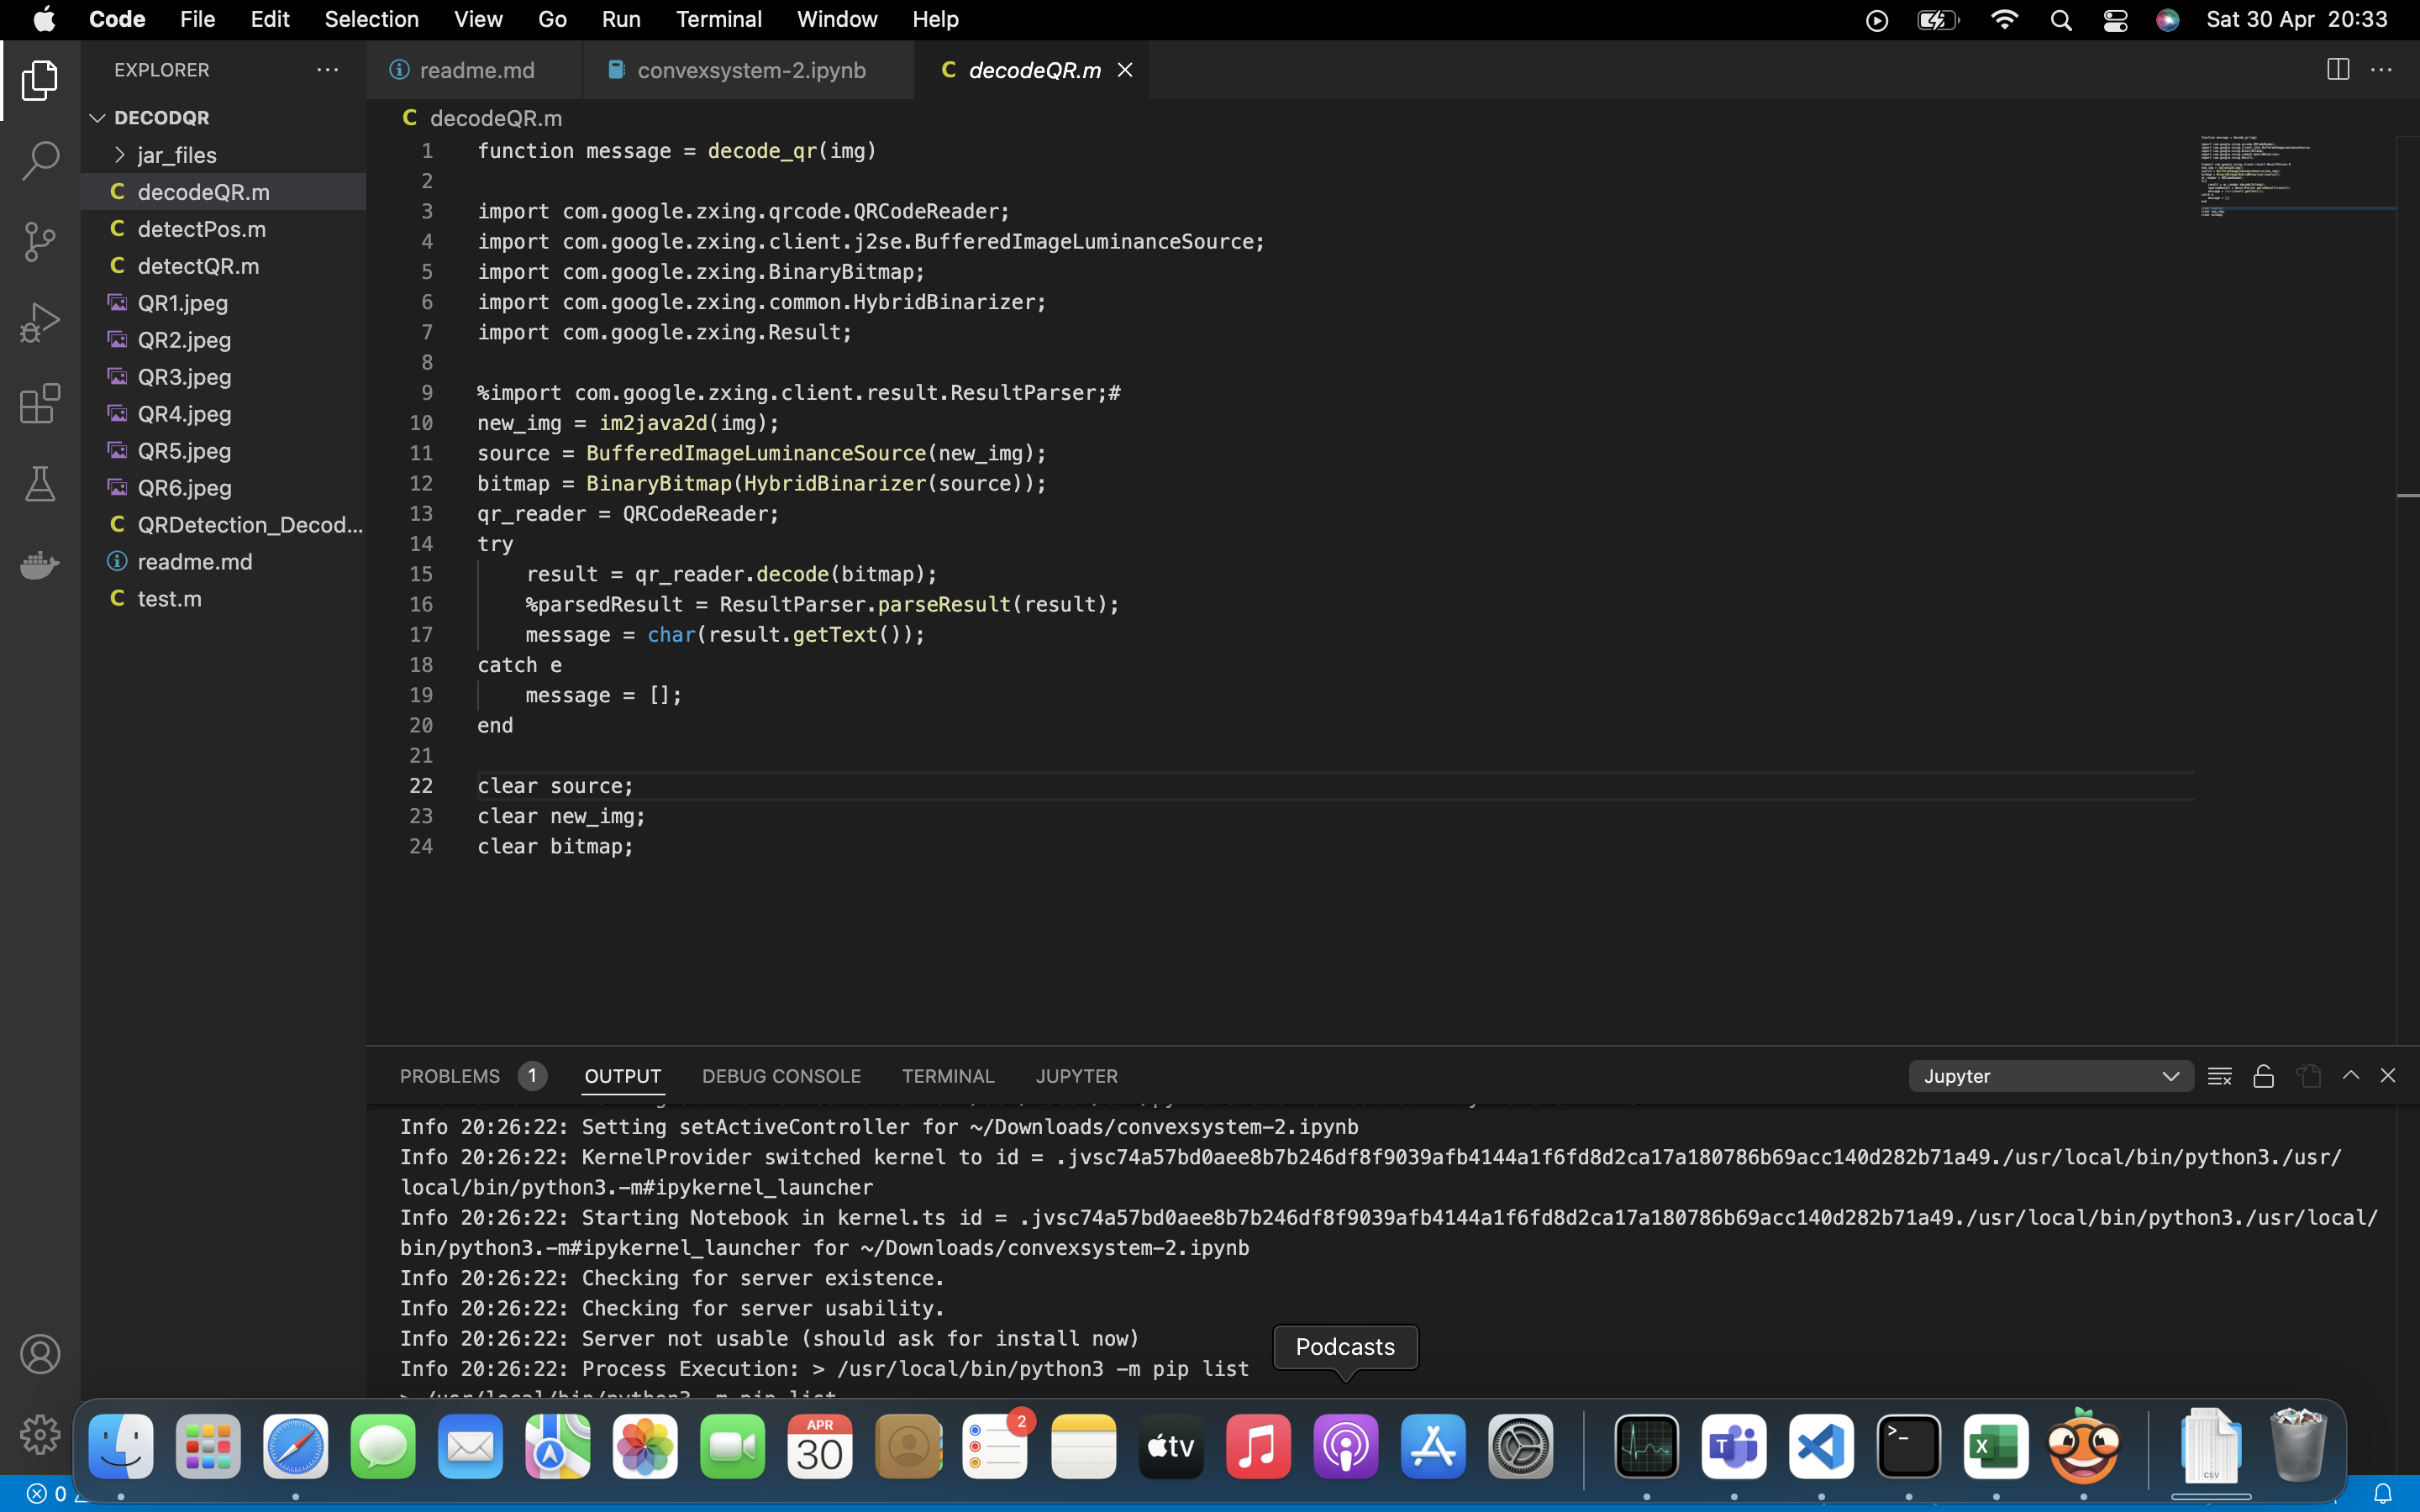 Code File Edit Selection View Go Run Terminal Window Help Sat 30 Apr 20:33
EXPLORER
readme.md convexsystem-2.ipynb C decodeQR.m
DECODQR
jar_files
C decodeQR.m
C detectPos.m
C detectQR.m
QR1.jpeg
QR2.jpeg
QR3.jpeg
QR4.jpeg
QR5.jpeg
QR6.jpeg
C QRDetection_Decod...
readme.md
C test.m
C decodeQR.m
1 function message = decode_qr(img)
2
3 import com.google.zxing.qrcode.QRCodeReader;
4 import com.google.zxing.client.j2se.BufferedImageLuminanceSource;
5 import com.google.zxing.BinaryBitmap;
6 import com.google.zxing.common.HybridBinarizer;
7 import com.google.zxing.Result;
8
9 %import com.google.zxing.client.result.ResultParser;#
10 new_img = im2java2d(img);
11 source = BufferedImageLuminanceSource(new_img);
12 bitmap = BinaryBitmap(HybridBinarizer(source));
13 qr_reader = QRCodeReader;
14 try
15 result = qr_reader.decode(bitmap);
16 %parsedResult = ResultParser.parseResult(result);
17 message = char(result.getText());
18 catch e
19 message = [];
20 end
21
22 clear source;
23 clear new_img;
24 clear bitmap;
PROBLEMS 1 OUTPUT DEBUG CONSOLE TERMINAL JUPYTER Jupyter
Info 20:26:22: Setting setActiveController for ~/Downloads/convexsystem-2.ipynb
Info 20:26:22: KernelProvider switched kernel to id = .jvsc74a57bd0aee8b7b246df8f9039afb4144a1f6fd8d2ca17a180786b69acc140d282b71a49./usr/local/bin/python3./usr/
local/bin/python3.-m#ipykernel_launcher
Info 20:26:22: Starting Notebook in kernel.ts id = .jvsc74a57bd0aee8b7b246df8f9039afb4144a1f6fd8d2ca17a180786b69acc140d282b71a49./usr/local/bin/python3./usr/local/
bin/python3.-m#ipykernel_launcher for ~/Downloads/convexsystem-2.ipynb
Info 20:26:22: Checking for server existence.
Info 20:26:22: Checking for server usability.
Info 20:26:22: Server not usable (should ask for install now)
Info 20:26:22: Process Execution: > /usr/local/bin/python3 -m pip list
> /usr/local/bin/python3 -m pip list
Podcasts
APR
30
2
tv
T
>_
X
CSV
0